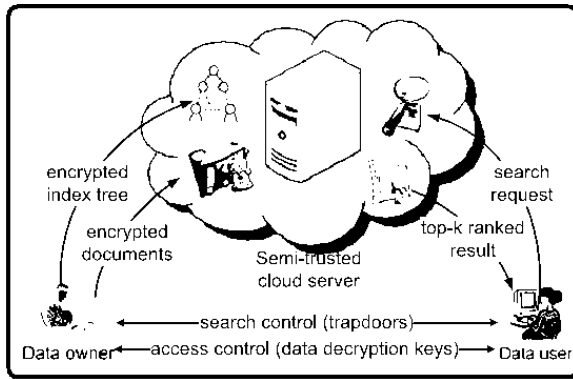 encrypted
index tree
encrypted
documents
Semi-trusted
cloud server
search
request
top-k ranked
result
search control (trapdoors)
access control (data decryption keys)
Data owner
Data user